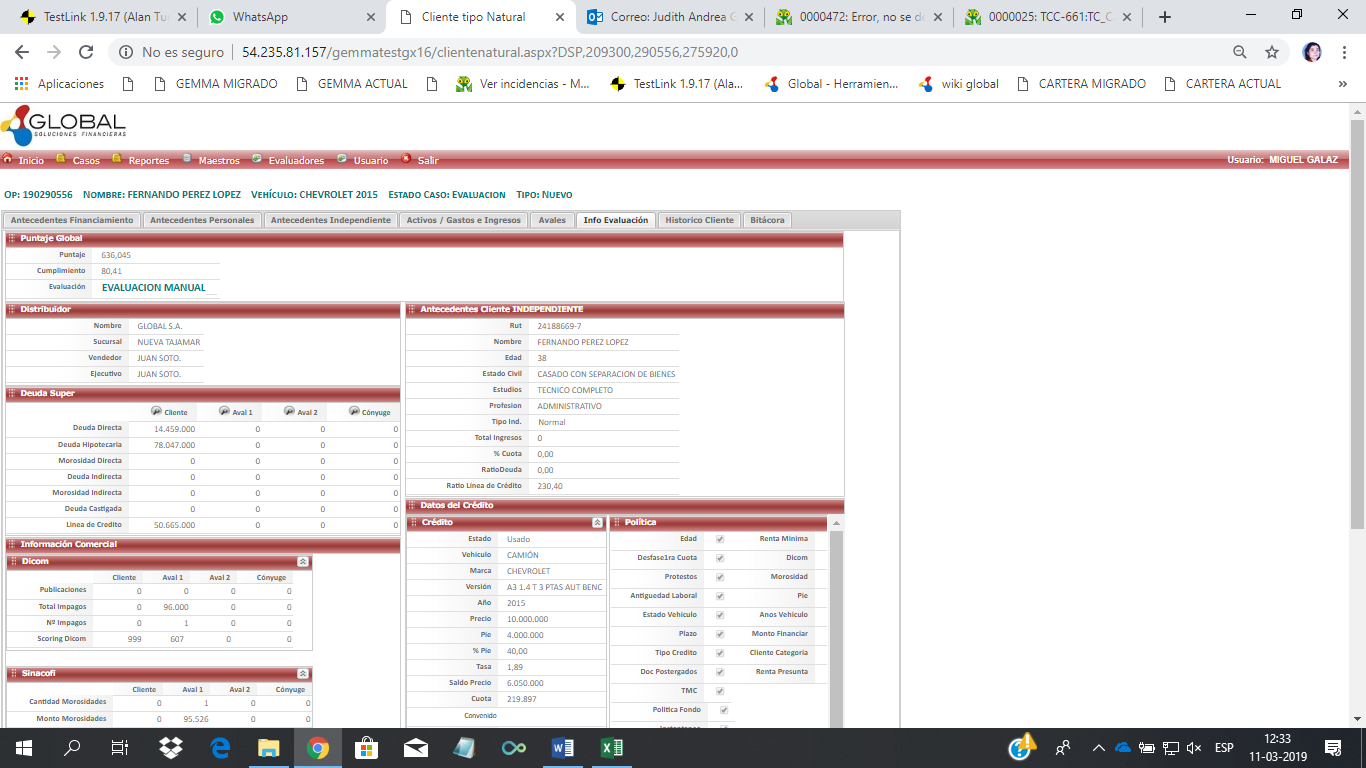 TestLink 1.9.17 (Alan Tu
WhatsApp
Cliente tipo Natural
Correo: Judith Andrea G
0000472: Error, no se de
0000025: TCC-661:TC_C
No es seguro | 54.235.81.157/gemmatestgx16/clientenatural.aspx?DSP,209300,290556,275920,0
Aplicaciones GEMMA MIGRADO GEMMA ACTUAL Ver incidencias - M... TestLink 1.9.17 (Ala... Global - Herramien... wiki global CARTERA MIGRADO CARTERA ACTUAL »
GLOBAL
SOLUCIONES FINANCIERAS
Inicio Casos Reportes Maestros Evaluadores Usuario Salir Usuario: MIGUEL GALAZ
OP: 190290556 NOMBRE: FERNANDO PEREZ LOPEZ VEHÍCULO: CHEVROLET 2015 ESTADO CASO: EVALUACION TIPO: NUEVO
Antecedentes Financiamiento Antecedentes Personales Antecedentes Independiente Activos / Gastos e Ingresos Avales Info Evaluación Historico Cliente Bitácora
Puntaje Global
Puntaje 636,045
Cumplimiento 80,41
Evaluación EVALUACION MANUAL
Distribuidor
Nombre GLOBAL S.A.
Sucursal NUEVA TAJAMAR
Vendedor JUAN SOTO.
Ejecutivo JUAN SOTO.
Deuda Super
Cliente Aval 1 Aval 2 Cónyuge
Deuda Directa 14.459.000 0 0 0
Deuda Hipotecaria 78.047.000 0 0 0
Morosidad Directa 0 0 0 0
Deuda Indirecta 0 0 0 0
Morosidad Indirecta 0 0 0 0
Deuda Castigada 0 0 0 0
Linea de Credito 50.665.000 0 0 0
Información Comercial
Dicom
Cliente Aval 1 Aval 2 Cónyuge
Publicaciones 0 0 0 0
Total Impagos 0 96.000 0 0
Nº Impagos 0 1 0 0
Scoring Dicom 999 607 0 0
Sinacofi
Cliente Aval 1 Aval 2 Cónyuge
Cantidad Morosidades 0 1 0 0
Monto Morosidades 0 95.526 0 0
Antecedentes Cliente INDEPENDIENTE
Rut 24188669-7
Nombre FERNANDO PEREZ LOPEZ
Edad 38
Estado Civil CASADO CON SEPARACION DE BIENES
Estudios TECNICO COMPLETO
Profesion ADMINISTRATIVO
Tipo Ind. Normal
Total Ingresos 0
% Cuota 0,00
RatioDeuda 0,00
Ratio Linea de Crédito 230,40
Datos del Crédito
Crédito
Estado Usado
Vehiculo CAMIÓN
Marca CHEVROLET
Versión A3 1.4 T 3 PTAS AUT BENC
Año 2015
Precio 10.000.000
Pie 4.000.000
% Pie 40,00
Tasa 1,89
Saldo Precio 6.050.000
Cuota 219.897
Convenido
Política
Edad Renta Minima
Desfase1ra Cuota Dicom
Protestos Morosidad
Antiguedad Laboral Pie
Estado Vehiculo Anos Vehiculo
Plazo Monto Financiar
Tipo Credito Cliente Categoria
Doc Postergados Renta Presunta
TMC
Política Fondo
ESP
12:33
11-03-2019